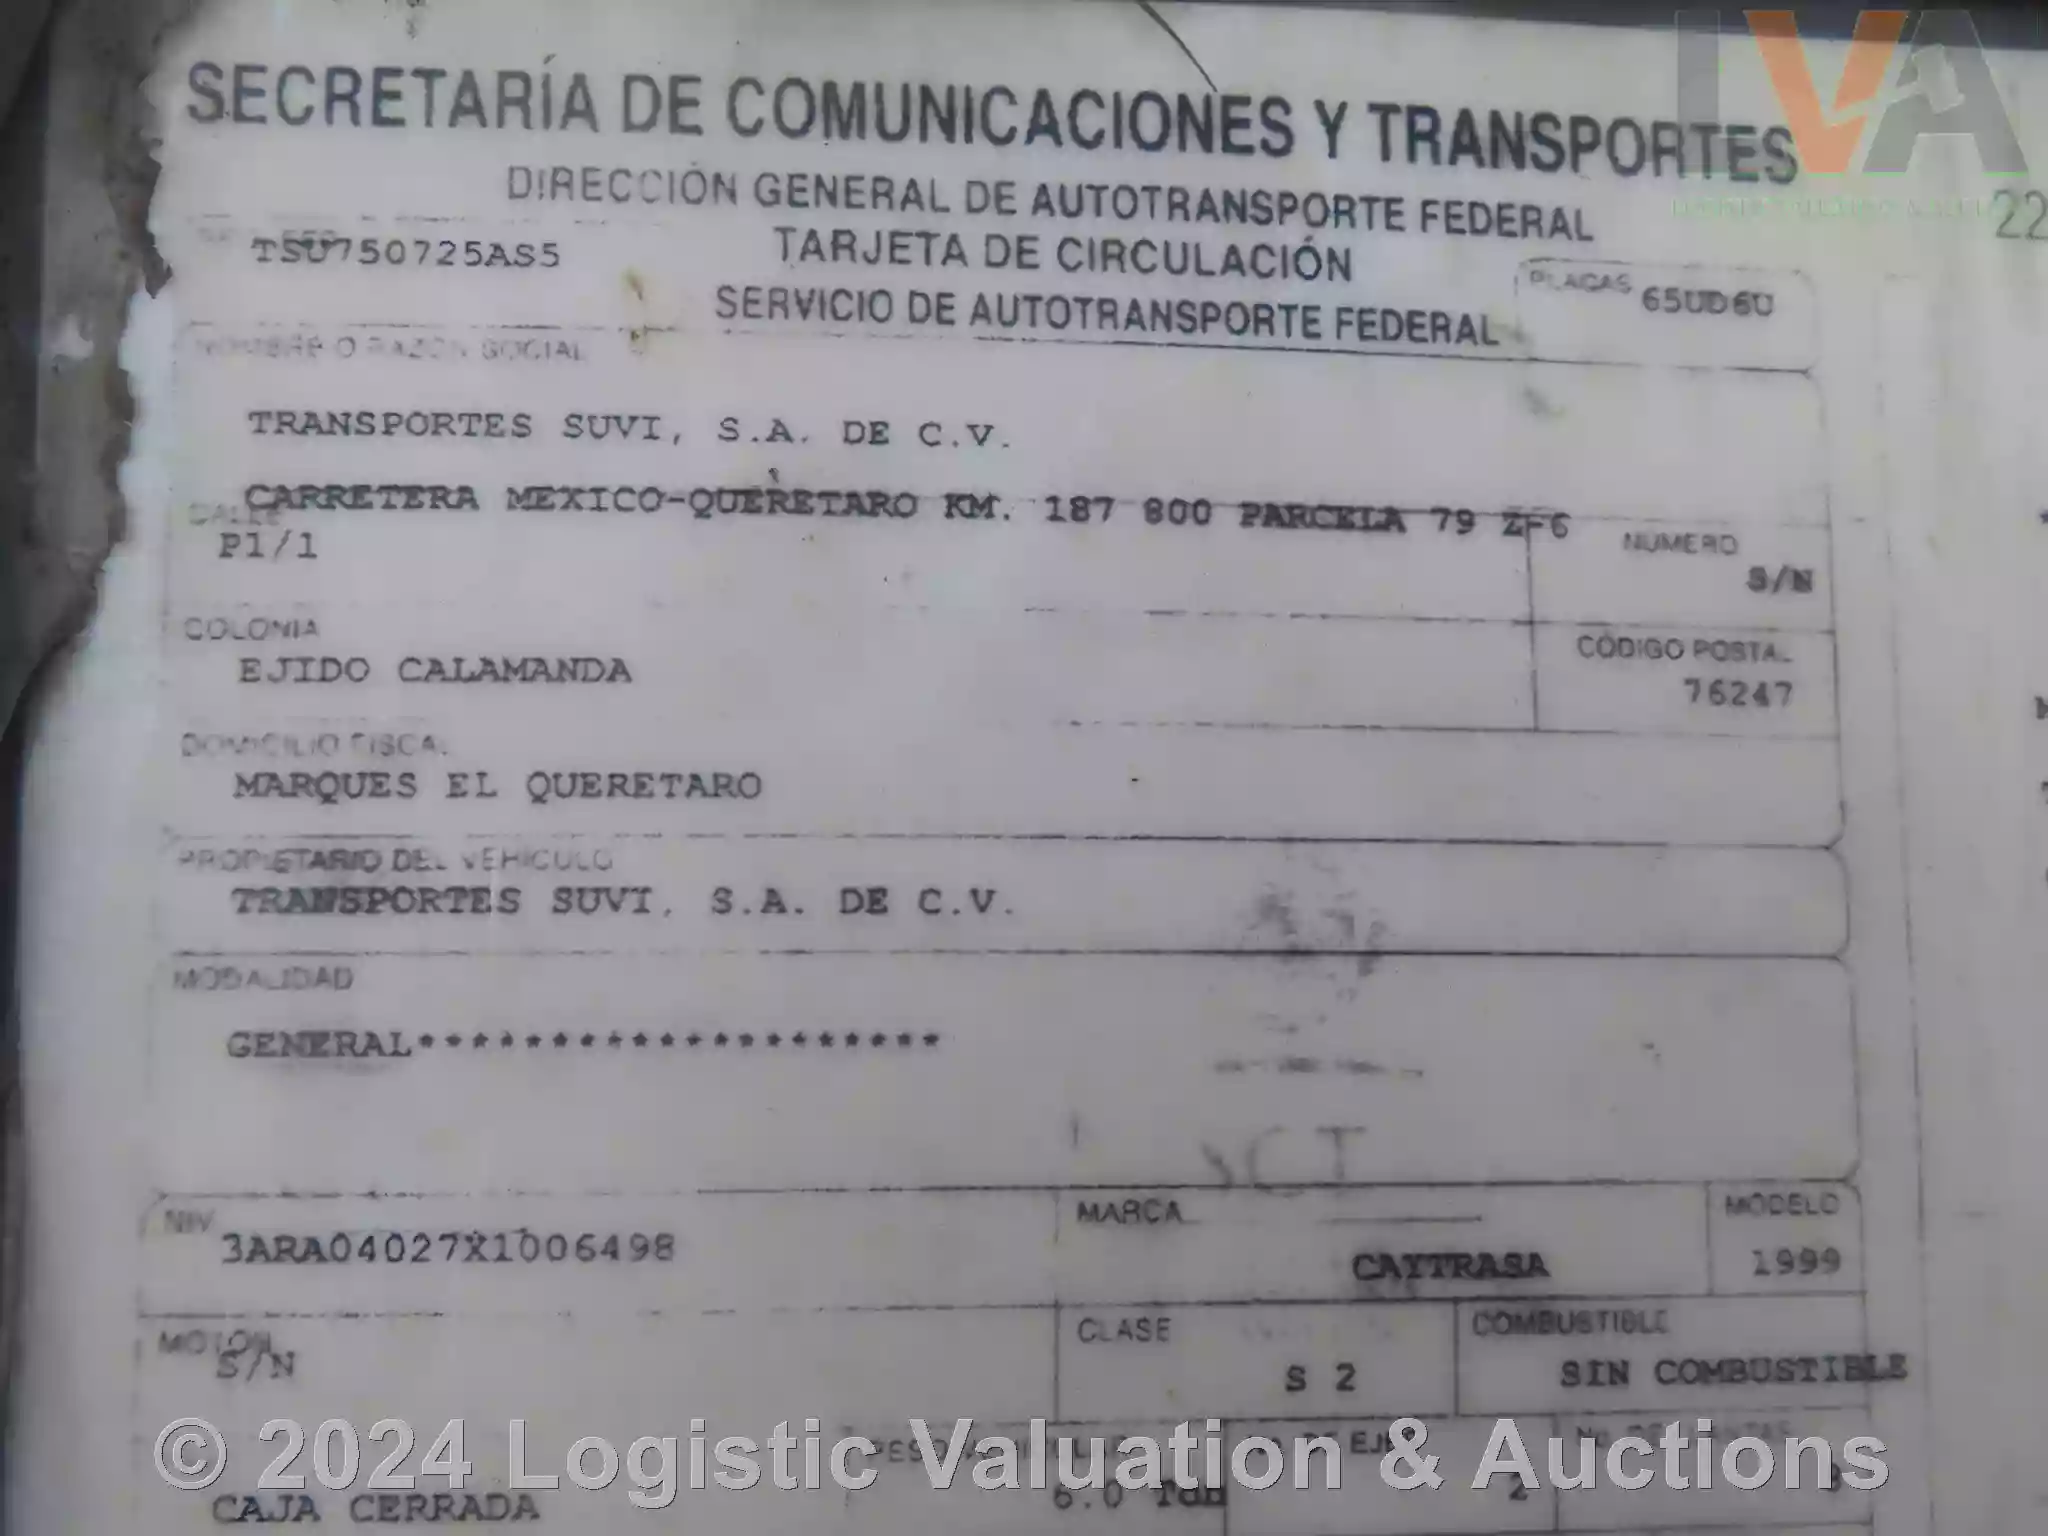 LVA
SECRETARÍA DE COMUNICACIONES Y TRANSPORTES
22
DIRECCIÓN GENERAL DE AUTOTRANSPORTE FEDERAL
TSU750725AS5
TARJETA DE CIRCULACIÓN
PLACAS 65UD6U
SERVICIO DE AUTOTRANSPORTE FEDERAL
NOMBRE O RAZON SOCIAL
TRANSPORTES SUVI, S.A. DE C.V.
CARRETERA MEXICO-QUERETARO KM. 187 800 PARCELA 79 ZF6
CALLE
P1/1
NUMERO
S/N
COLONIA
EJIDO CALAMANDA
CÓDIGO POSTAL
76247
DOMICILIO FISCAL
MARQUES EL QUERETARO
PROPIETARIO DEL VEHICULO
TRANSPORTES SUVI, S.A. DE C.V.
MODALIDAD
GENERAL********************
SCT
NIV
3ARA04027X1006498
MARCA
CAYTRASA
MODELO
1999
MOTOR
S/N
CLASE
S 2
COMBUSTIBLE
SIN COMBUSTIBLE
CAJA CERRADA
6.0 Ton
2
8
© 2024 Logistic Valuation & Auctions